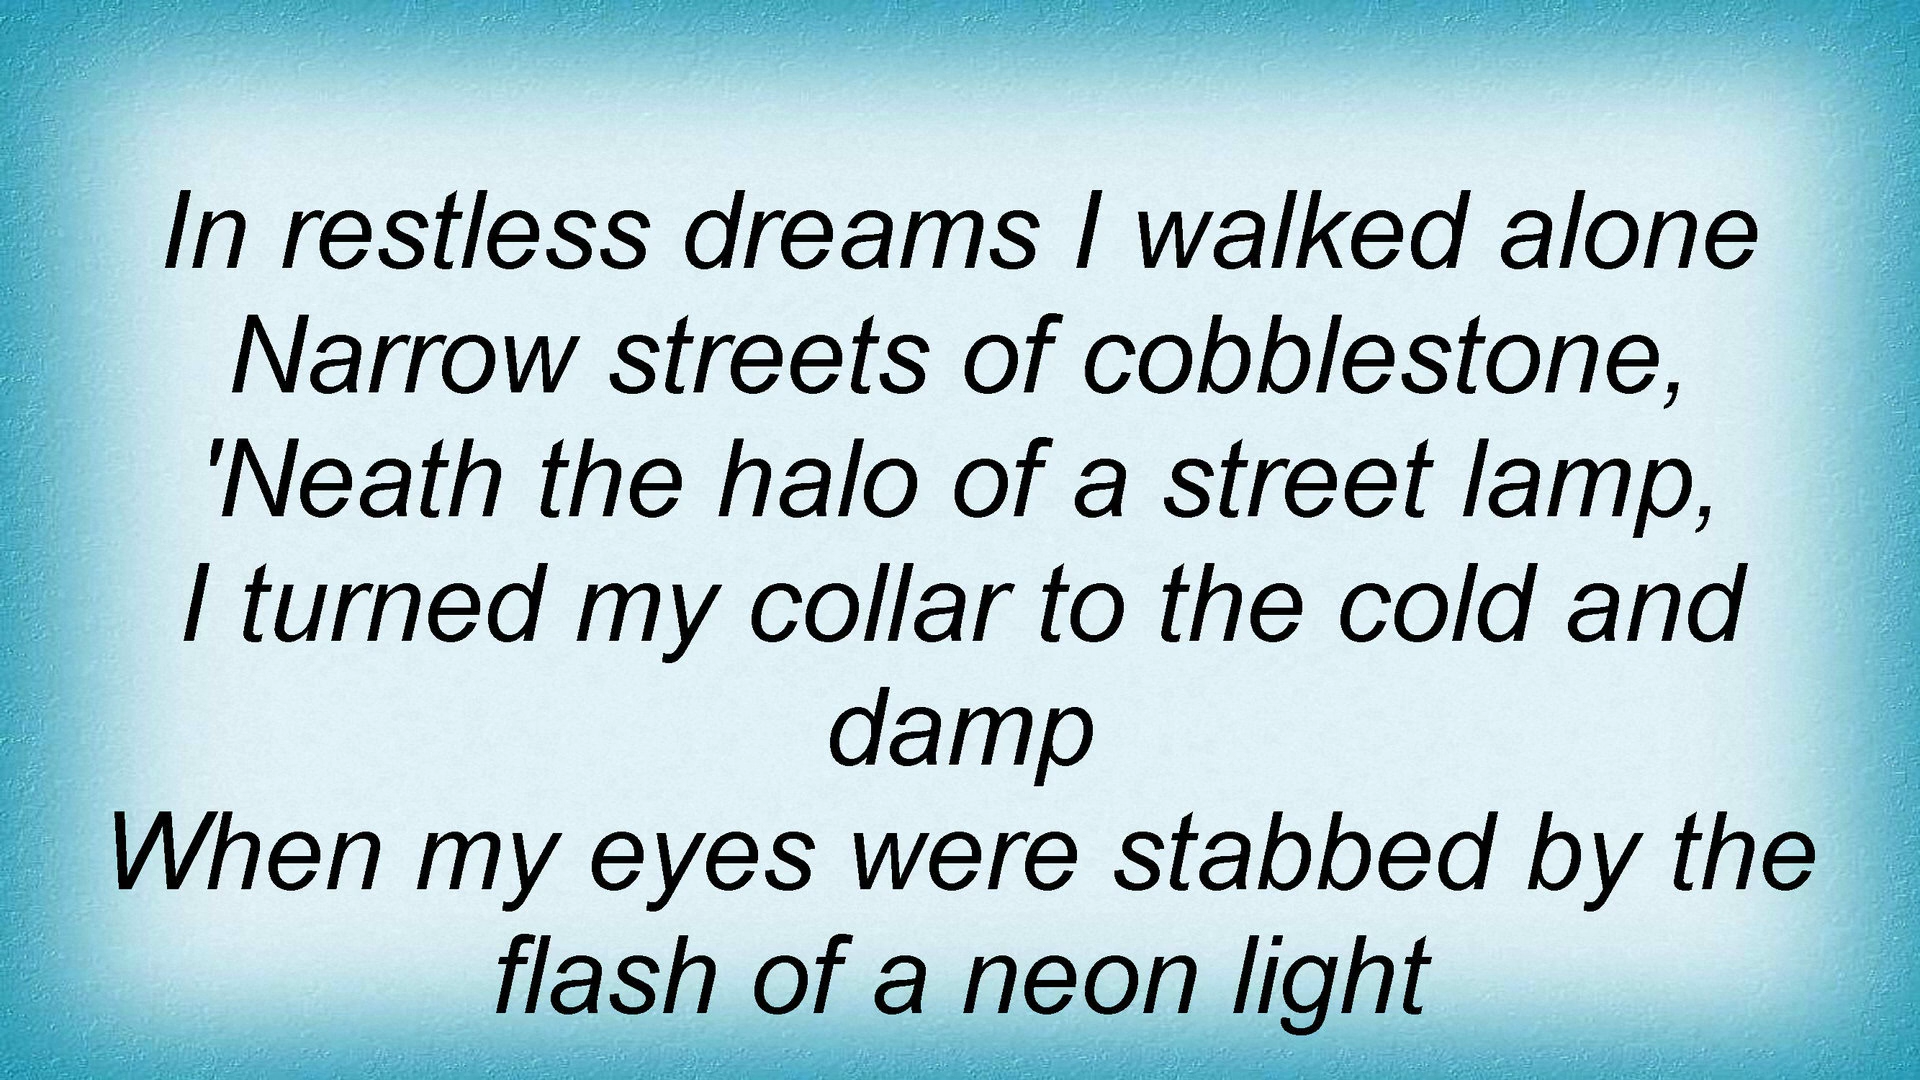 In restless dreams I walked alone
Narrow streets of cobblestone,
'Neath the halo of a street lamp,
I turned my collar to the cold and
damp
When my eyes were stabbed by the
flash of a neon light